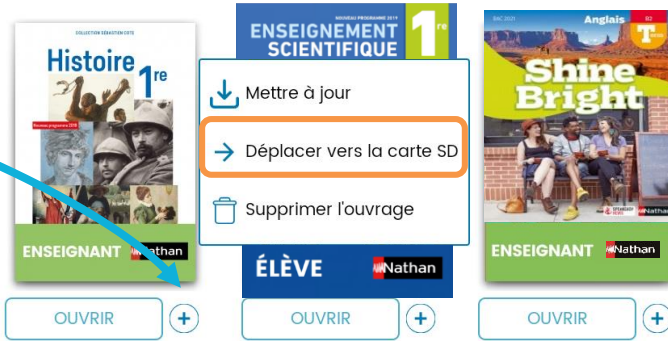 COLLECTION SÉBASTIEN COTE
Histoire
1re
Nouveau programme 2019
ENSEIGNANT
Nathan
OUVRIR
+
NOUVEAU PROGRAMME 2019
ENSEIGNEMENT
SCIENTIFIQUE
1re
Mettre à jour
Déplacer vers la carte SD
Supprimer l'ouvrage
ÉLÈVE
Nathan
OUVRIR
+
BAC 2021
Anglais
B2
T
Shine
Bright
Nathan
ENSEIGNANT
Nathan
OUVRIR
+